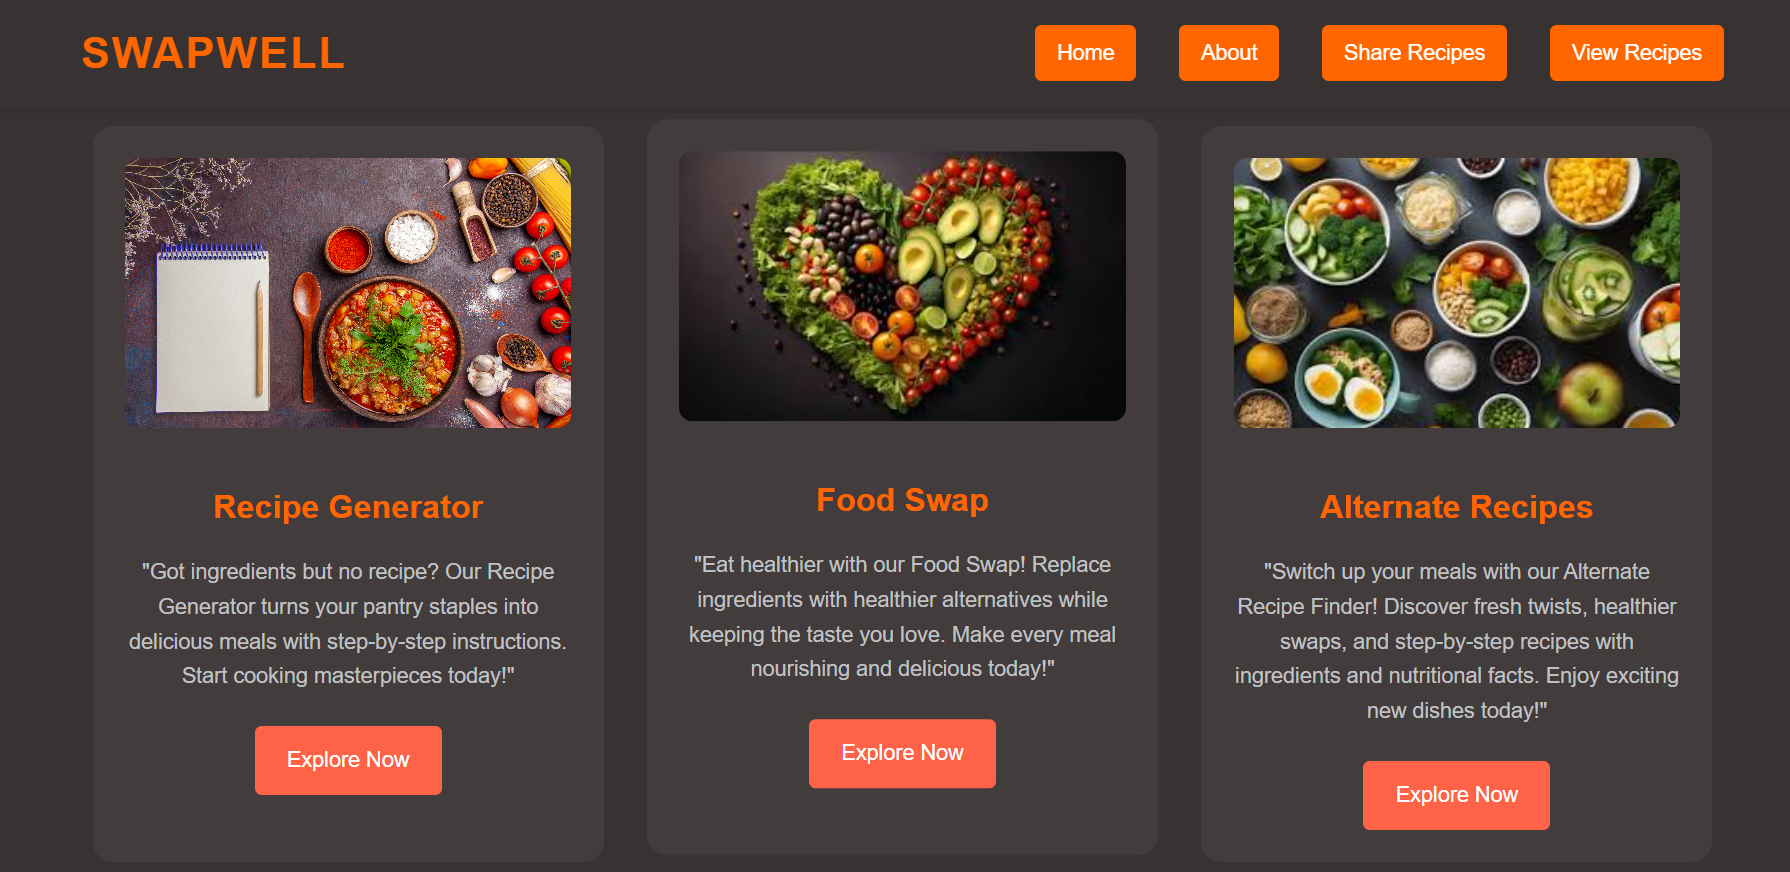 SWAPWELL
Home
About
Share Recipes
View Recipes
Recipe Generator
"Got ingredients but no recipe? Our Recipe
Generator turns your pantry staples into
delicious meals with step-by-step instructions.
Start cooking masterpieces today!"
Explore Now
Food Swap
"Eat healthier with our Food Swap! Replace
ingredients with healthier alternatives while
keeping the taste you love. Make every meal
nourishing and delicious today!"
Explore Now
Alternate Recipes
"Switch up your meals with our Alternate
Recipe Finder! Discover fresh twists, healthier
swaps, and step-by-step recipes with
ingredients and nutritional facts. Enjoy exciting
new dishes today!"
Explore Now